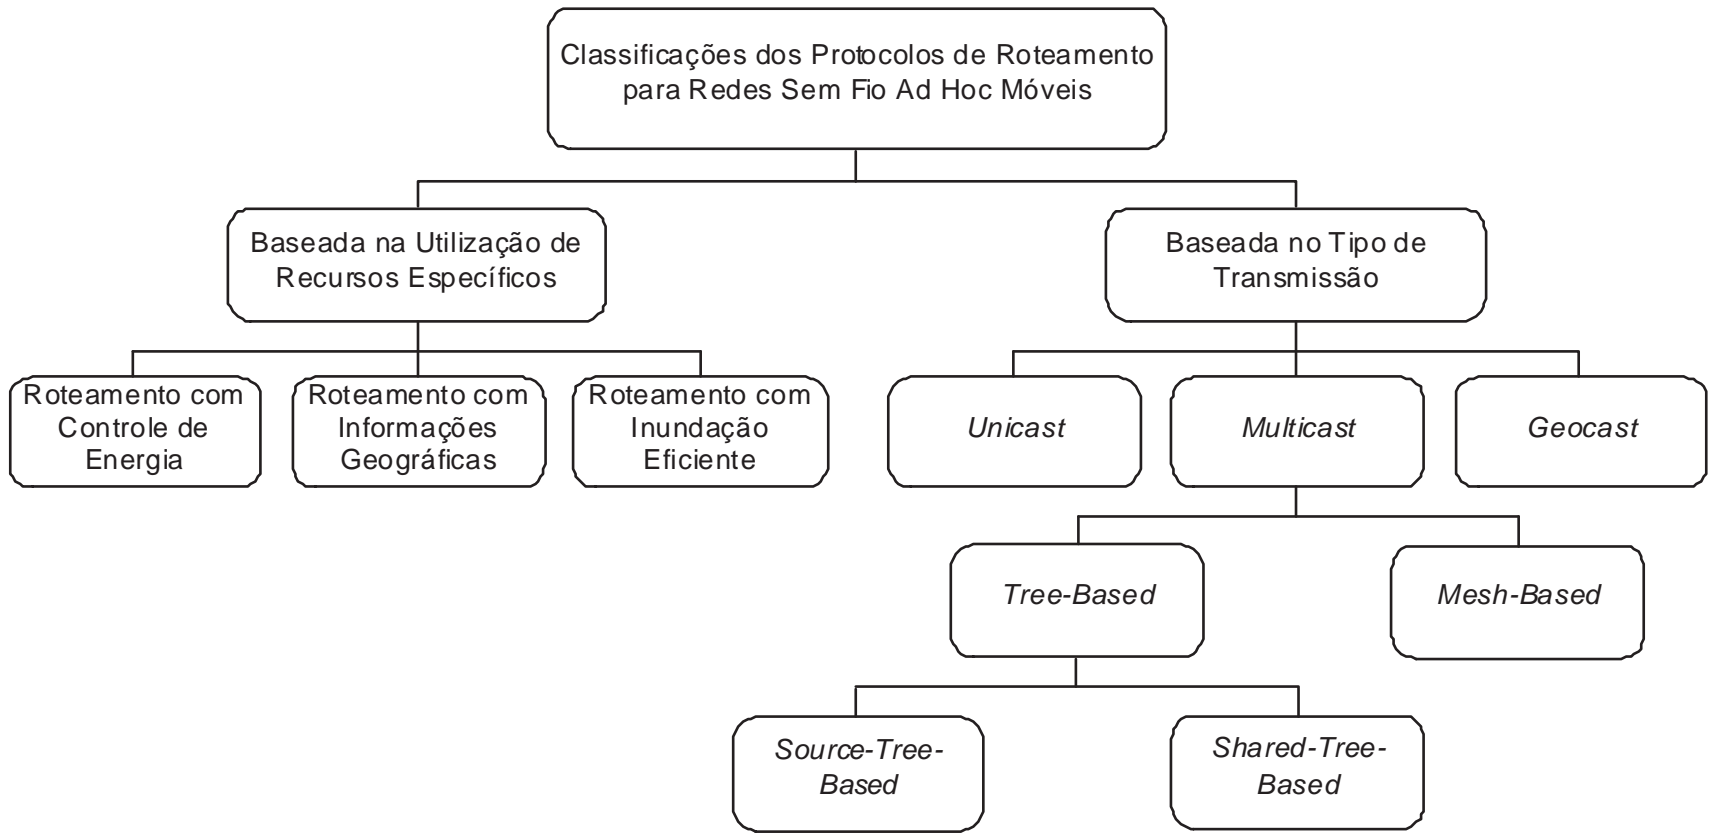 Classificações dos Protocolos de Roteamento
para Redes Sem Fio Ad Hoc Móveis
Baseada na Utilização de
Recursos Específicos
Baseada no Tipo de
Transmissão
Roteamento com
Controle de
Energia
Roteamento com
Informações
Geográficas
Roteamento com
Inundação
Eficiente
Unicast
Multicast
Geocast
Tree-Based
Mesh-Based
Source-Tree-
Based
Shared-Tree-
Based